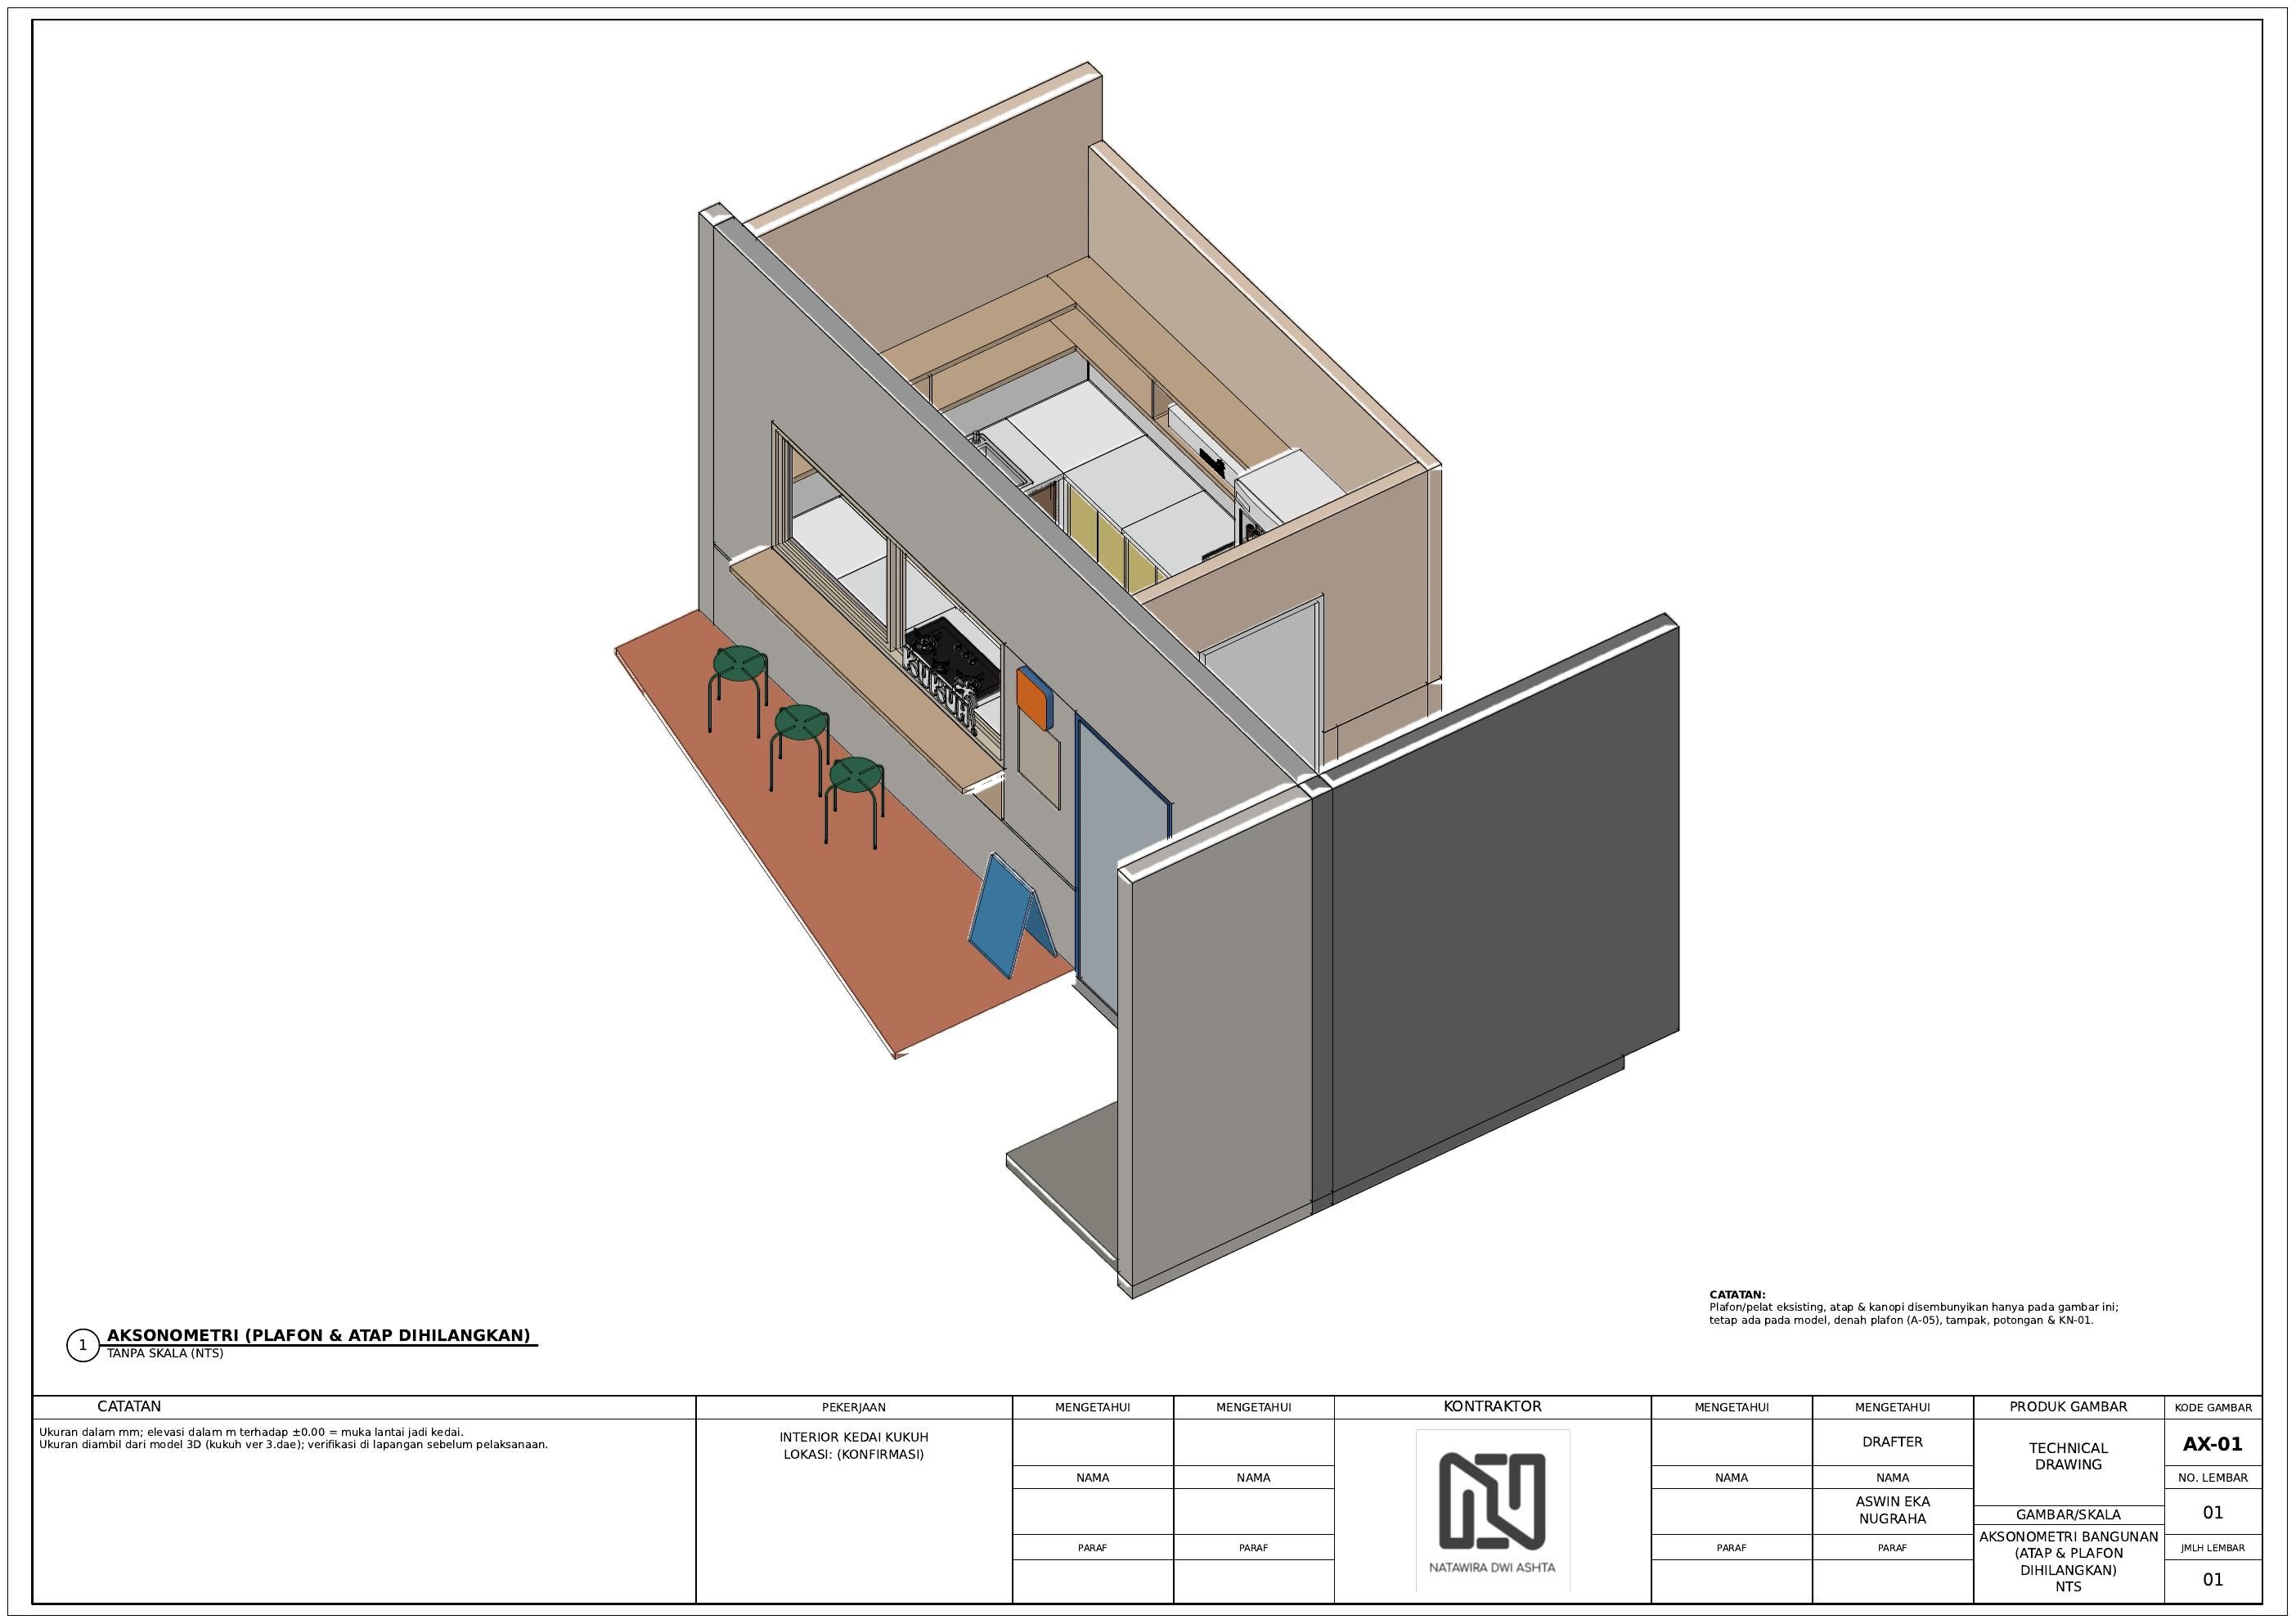 kukuh.
CATATAN:
Plafon/pelat eksisting, atap & kanopi disembunyikan hanya pada gambar ini;
tetap ada pada model, denah plafon (A-05), tampak, potongan & KN-01.
1
AKSONOMETRI (PLAFON & ATAP DIHILANGKAN)
TANPA SKALA (NTS)
CATATAN
Ukuran dalam mm; elevasi dalam m terhadap ±0.00 = muka lantai jadi kedai.
Ukuran diambil dari model 3D (kukuh ver 3.dae); verifikasi di lapangan sebelum pelaksanaan.
PEKERJAAN
INTERIOR KEDAI KUKUH
LOKASI: (KONFIRMASI)
MENGETAHUI
NAMA
PARAF
MENGETAHUI
NAMA
PARAF
KONTRAKTOR
NATAWIRA DWI ASHTA
MENGETAHUI
NAMA
PARAF
MENGETAHUI
DRAFTER
NAMA
ASWIN EKA
NUGRAHA
PARAF
PRODUK GAMBAR
TECHNICAL
DRAWING
GAMBAR/SKALA
AKSONOMETRI BANGUNAN
(ATAP & PLAFON
DIHILANGKAN)
NTS
KODE GAMBAR
AX-01
NO. LEMBAR
01
JMLH LEMBAR
01